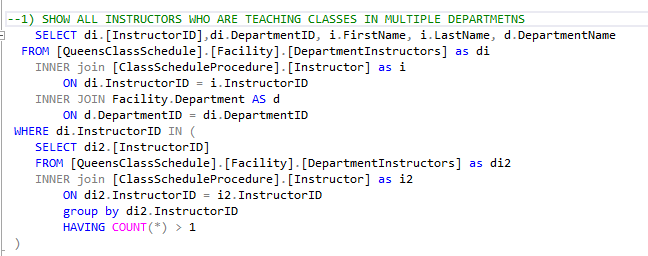 --1) SHOW ALL INSTRUCTORS WHO ARE TEACHING CLASSES IN MULTIPLE DEPARTMETNS
SELECT di.[InstructorID],di.DepartmentID, i.FirstName, i.LastName, d.DepartmentName
FROM [QueensClassSchedule].[Facility].[DepartmentInstructors] as di
INNER join [ClassScheduleProcedure].[Instructor] as i
ON di.InstructorID = i.InstructorID
INNER JOIN Facility.Department AS d
ON d.DepartmentID = di.DepartmentID
WHERE di.InstructorID IN (
SELECT di2.[InstructorID]
FROM [QueensClassSchedule].[Facility].[DepartmentInstructors] as di2
INNER join [ClassScheduleProcedure].[Instructor] as i2
ON di2.InstructorID = i2.InstructorID
group by di2.InstructorID
HAVING COUNT(*) > 1
)